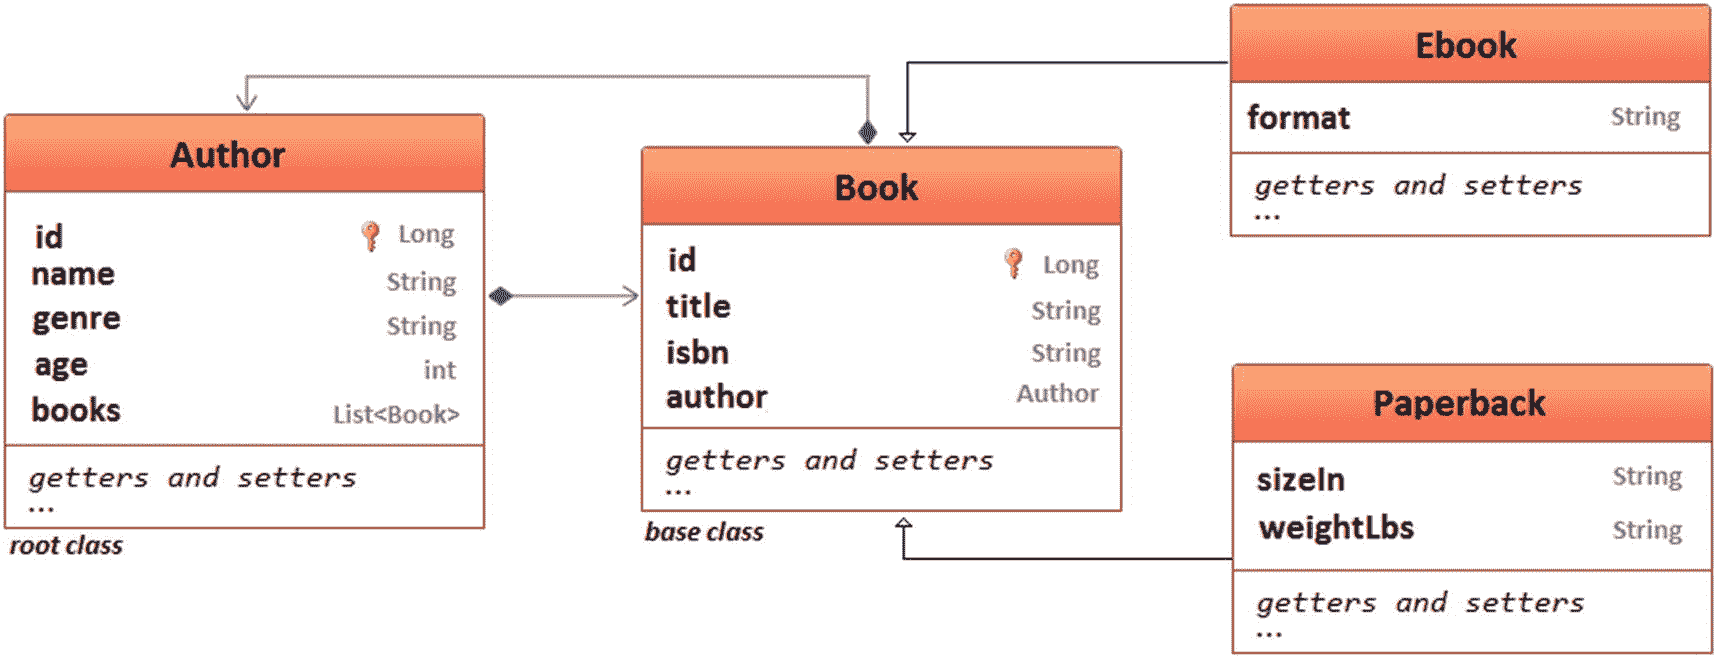 Author
id Long
name String
genre String
age int
books List<Book>
getters and setters
...
root class
Book
id Long
title String
isbn String
author Author
getters and setters
...
base class
Ebook
format String
getters and setters
...
Paperback
sizeIn String
weightLbs String
getters and setters
...